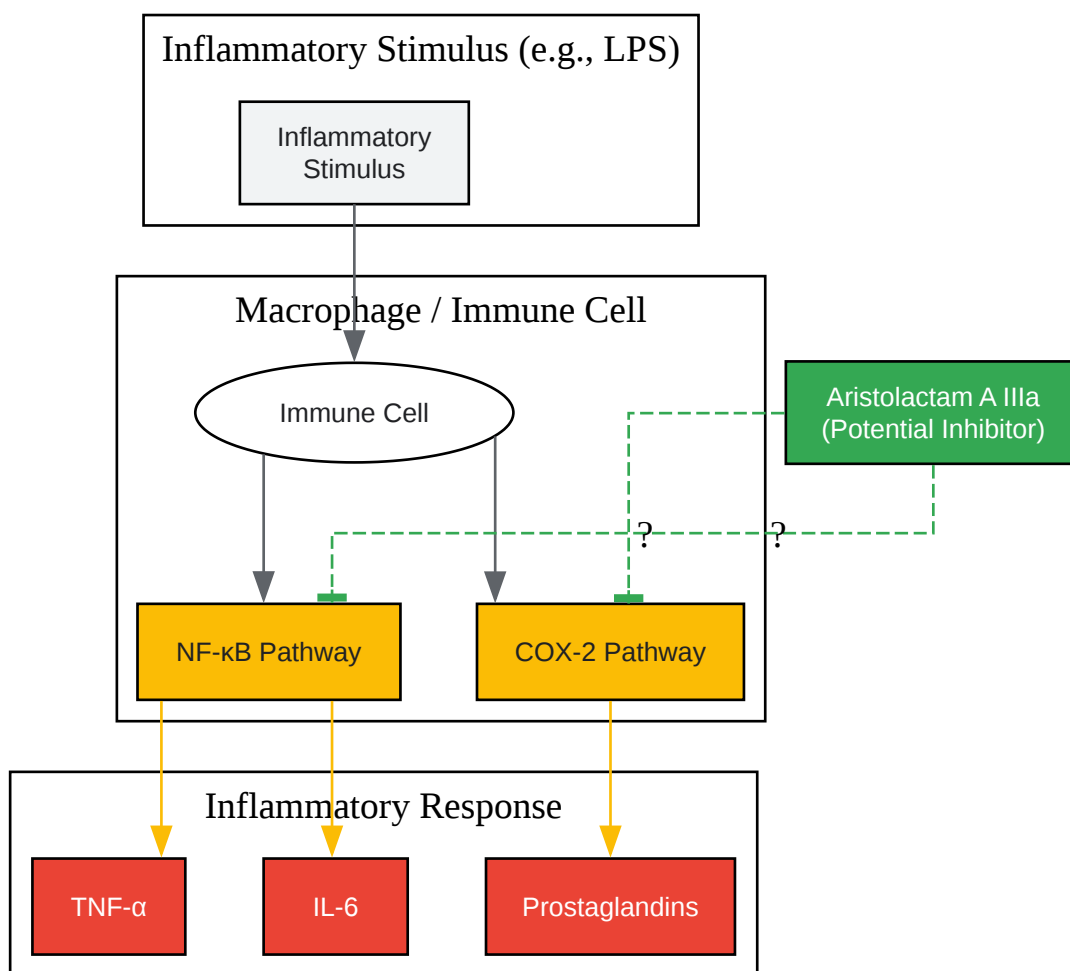 Inflammatory Stimulus (e.g., LPS)
Inflammatory
Stimulus
Macrophage / Immune Cell
Immune Cell
Aristolactam A IIIa
(Potential Inhibitor)
?
?
NF-κB Pathway
COX-2 Pathway
Inflammatory Response
TNF-α
IL-6
Prostaglandins